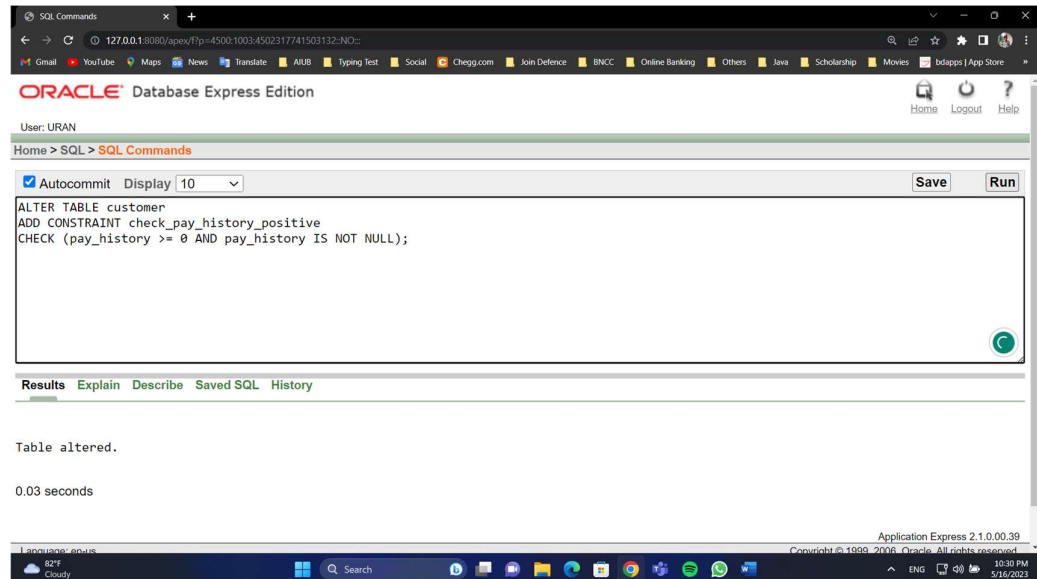 SQL Commands
127.0.0.1:8080/apex/f?p=4500:1003:4502317741503132::NO:::
Gmail YouTube Maps News Translate AIUB Typing Test Social Chegg.com Join Defence BNCC Online Banking Others Java Scholarship Movies bdapps | App Store »
ORACLE Database Express Edition
Home Logout Help
User: URAN
Home > SQL > SQL Commands
Autocommit Display 10 Save Run
ALTER TABLE customer
ADD CONSTRAINT check_pay_history_positive
CHECK (pay_history >= 0 AND pay_history IS NOT NULL);
Results Explain Describe Saved SQL History
Table altered.
0.03 seconds
Application Express 2.1.0.00.39
Language: en-us Copyright © 1999, 2006, Oracle. All rights reserved.
82°F
Cloudy
Search
ENG
10:30 PM
5/16/2023